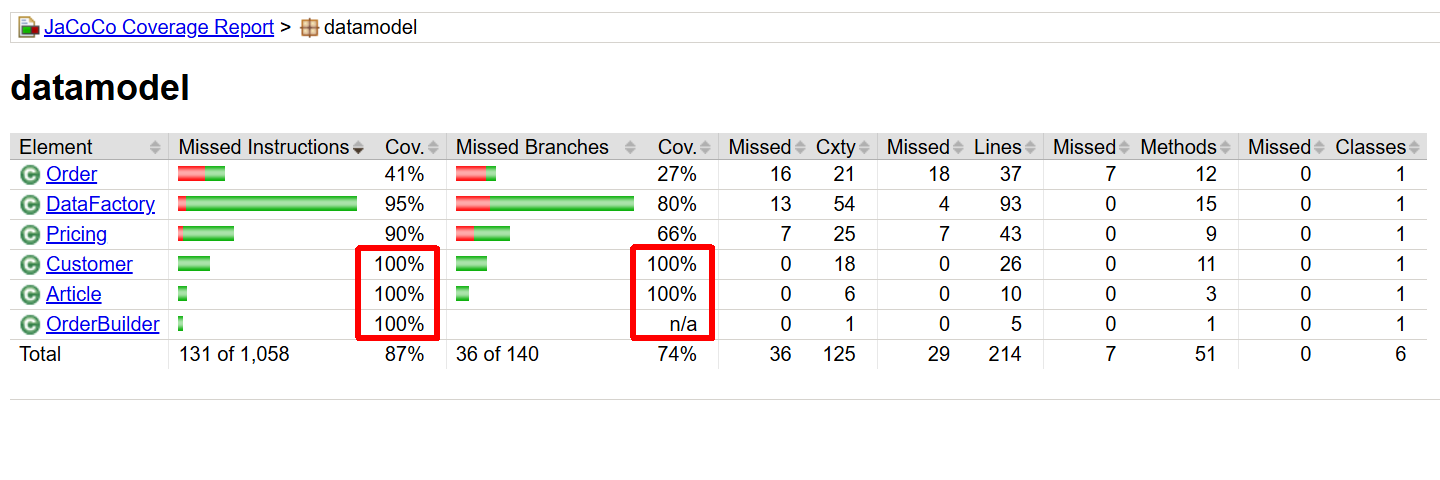 JaCoCo Coverage Report > datamodel
datamodel
Element Missed Instructions Cov. Missed Branches Cov. Missed Cxty Missed Lines Missed Methods Missed Classes
Order 41% 27% 16 21 18 37 7 12 0 1
DataFactory 95% 80% 13 54 4 93 0 15 0 1
Pricing 90% 66% 7 25 7 43 0 9 0 1
Customer 100% 100% 0 18 0 26 0 11 0 1
Article 100% 100% 0 6 0 10 0 3 0 1
OrderBuilder 100% n/a 0 1 0 5 0 1 0 1
Total 131 of 1,058 87% 36 of 140 74% 36 125 29 214 7 51 0 6